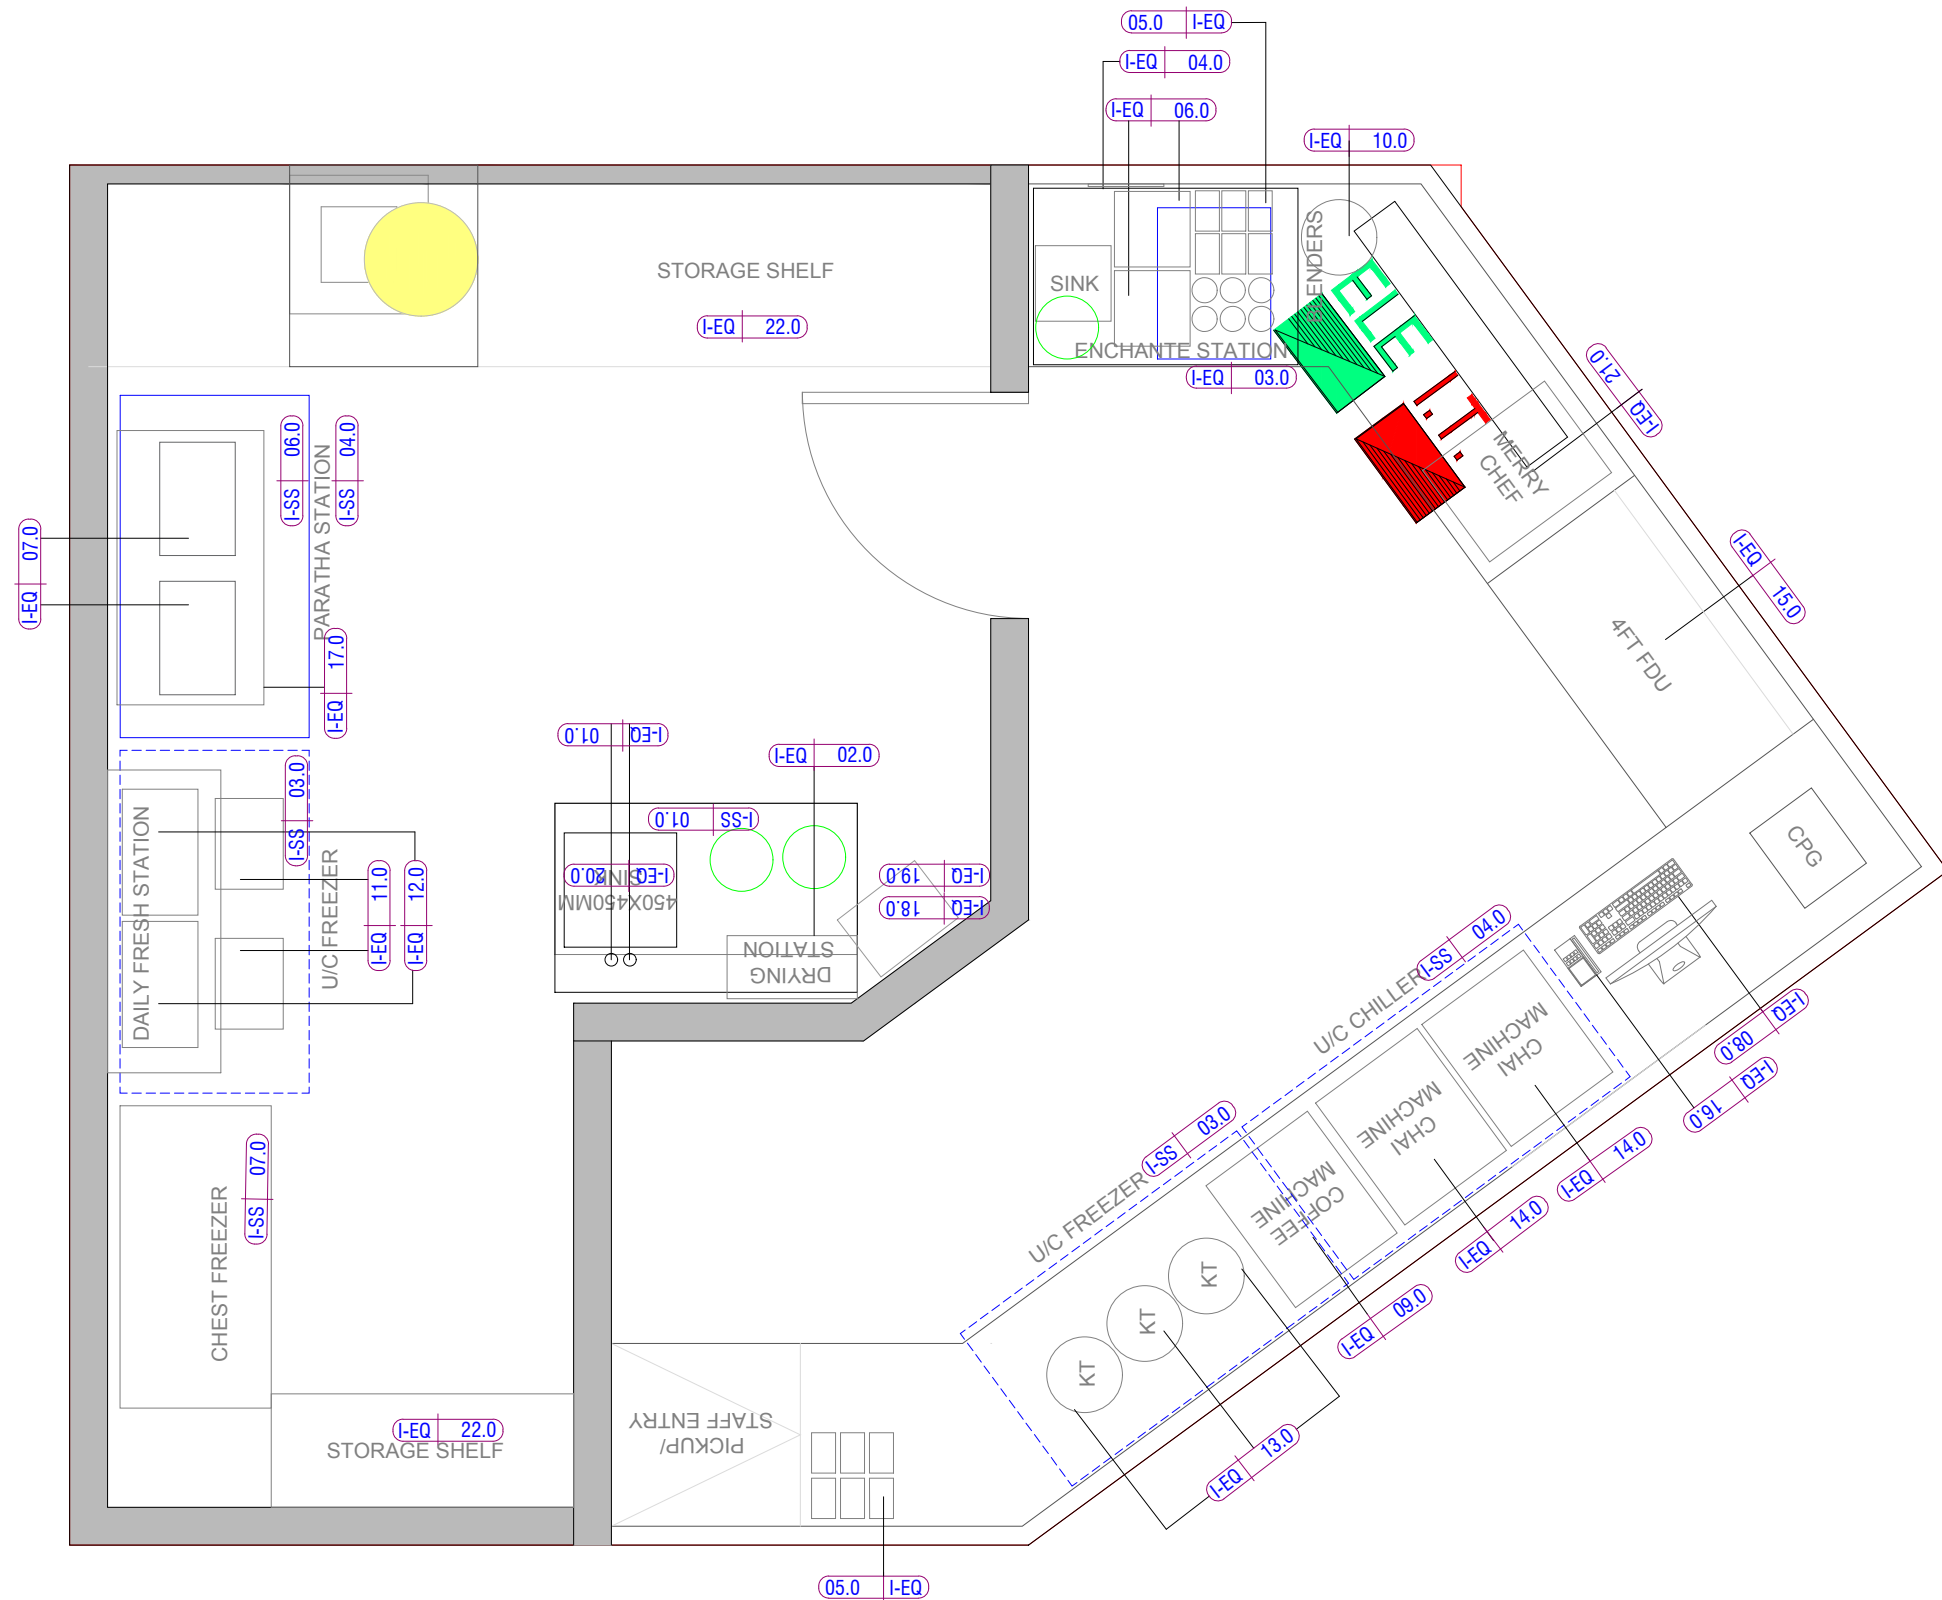 05.0 I-EQ
I-EQ 04.0
I-EQ 06.0
I-EQ 10.0
STORAGE SHELF
I-EQ 22.0
SINK
BLENDERS
ENCHANTE STATION
I-EQ 03.0
ELE
I.T.
MERRY
CHEF
I-EQ 21.0
I-EQ 15.0
4FT FDU
CPG
I-SS 06.0
I-SS 04.0
PARATHA STATION
I-EQ 07.0
I-EQ 17.0
I-SS 03.0
DAILY FRESH STATION
U/C FREEZER
I-EQ 11.0
I-EQ 12.0
I-EQ 01.0
I-EQ 02.0
I-SS 01.0
I-EQ 20.0
450X450MM
SINK
I-EQ 19.0
I-EQ 18.0
DRYING
STATION
I-SS 04.0
U/C CHILLER
CHAI
MACHINE
CHAI
MACHINE
COFFEE
MACHINE
I-EQ 08.0
I-EQ 16.0
I-EQ 14.0
I-EQ 14.0
I-EQ 09.0
I-SS 03.0
U/C FREEZER
KT
KT
KT
I-EQ 13.0
I-SS 07.0
CHEST FREEZER
I-EQ 22.0
STORAGE SHELF
PICKUP/
STAFF ENTRY
05.0 I-EQ